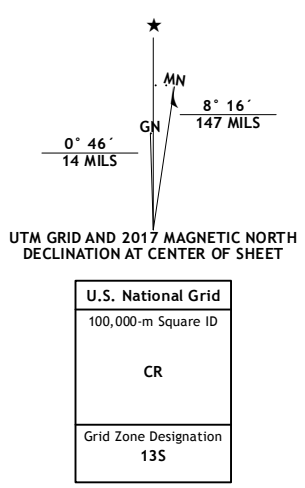 ★
MN
8° 16´
147 MILS
GN
0° 46´
14 MILS
UTM GRID AND 2017 MAGNETIC NORTH
DECLINATION AT CENTER OF SHEET
U.S. National Grid
100,000-m Square ID
CR
Grid Zone Designation
13S